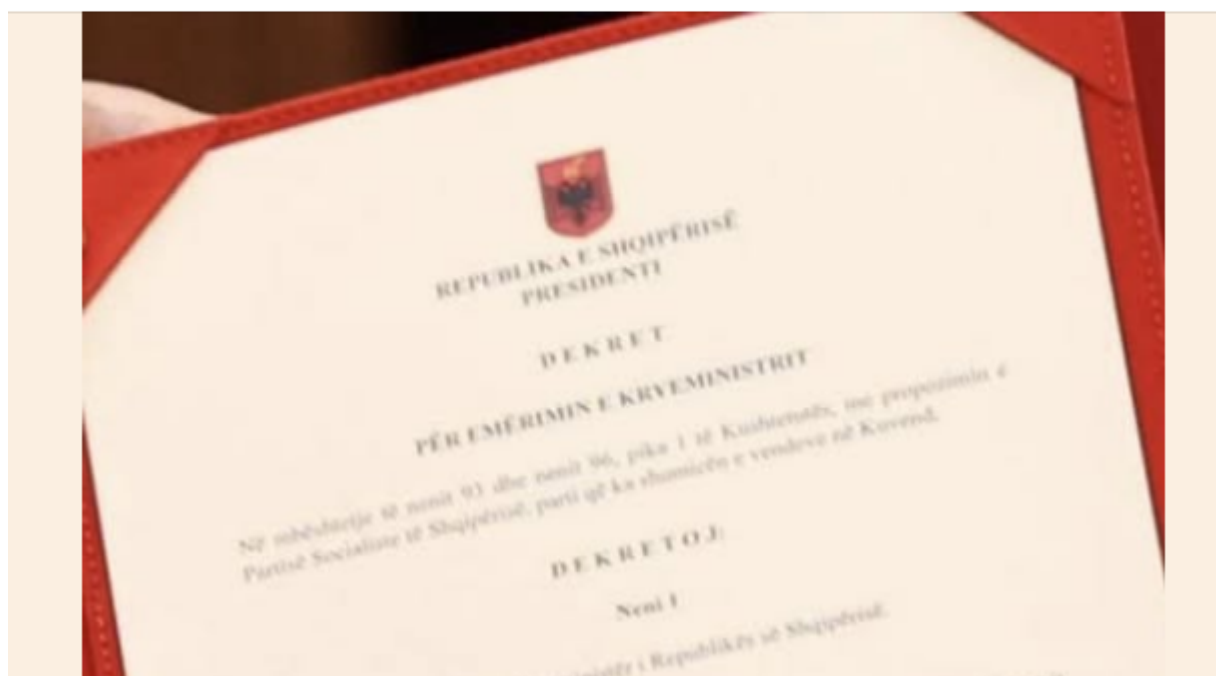 REPUBLIKA E SHQIPËRISË
PRESIDENTI
DEKRET
PËR EMËRIMIN E KRYEMINISTRIT
Në mbështetje të nenit 93 dhe nenit 96, pika 1 të Kushtetutës, me propozimin e
Partisë Socialiste të Shqipërisë, parti që ka shumicën e vendeve në Kuvend,
DEKRETOJ:
Neni 1
i Republikës së Shqipërisë.